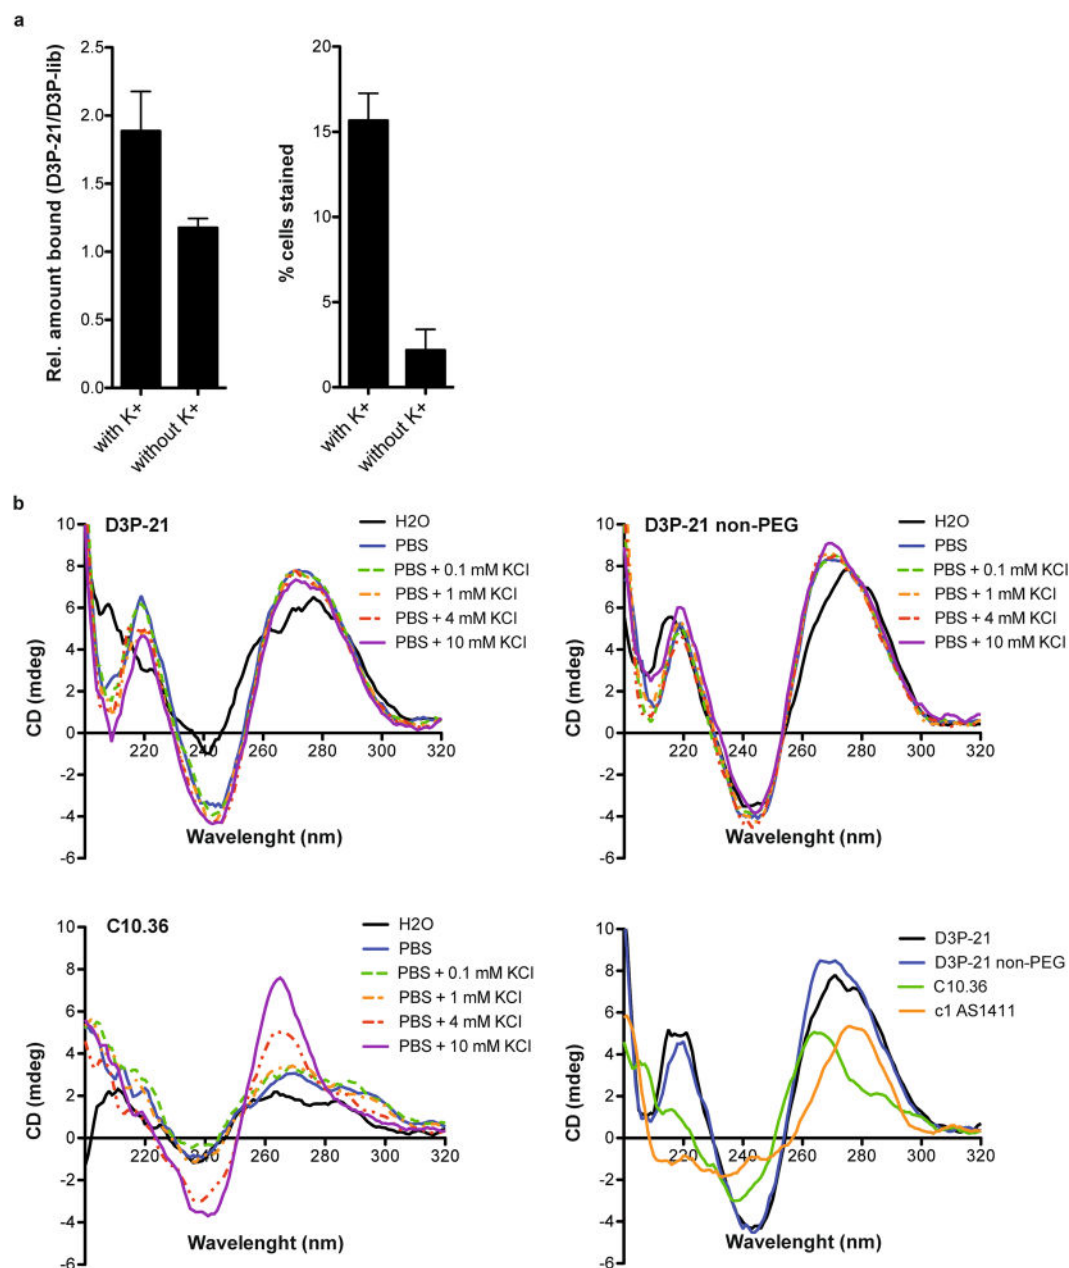 a
Rel. amount bound (D3P-21/D3P-lib)
2.5
2.0
1.5
1.0
0.5
0.0
with K+
without K+
% cells stained
20
15
10
5
0
with K+
without K+
b
D3P-21
CD (mdeg)
10
8
6
4
2
0
-2
-4
-6
220 240 260 280 300 320
Wavelenght (nm)
H2O
PBS
PBS + 0.1 mM KCl
PBS + 1 mM KCl
PBS + 4 mM KCl
PBS + 10 mM KCl
D3P-21 non-PEG
CD (mdeg)
10
8
6
4
2
0
-2
-4
-6
220 240 260 280 300 320
Wavelenght (nm)
H2O
PBS
PBS + 0.1 mM KCl
PBS + 1 mM KCl
PBS + 4 mM KCl
PBS + 10 mM KCl
C10.36
CD (mdeg)
10
8
6
4
2
0
-2
-4
-6
220 240 260 280 300 320
Wavelenght (nm)
H2O
PBS
PBS + 0.1 mM KCl
PBS + 1 mM KCl
PBS + 4 mM KCl
PBS + 10 mM KCl
CD (mdeg)
10
8
6
4
2
0
-2
-4
-6
220 240 260 280 300 320
Wavelenght (nm)
D3P-21
D3P-21 non-PEG
C10.36
c1 AS1411